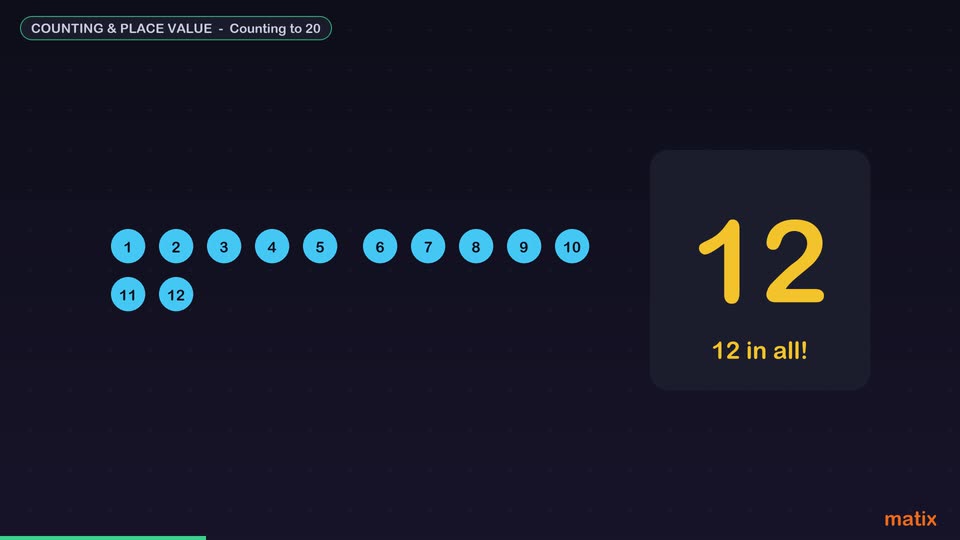 COUNTING & PLACE VALUE - Counting to 20
1 2 3 4 5 6 7 8 9 10
11 12
12
12 in all!
matix